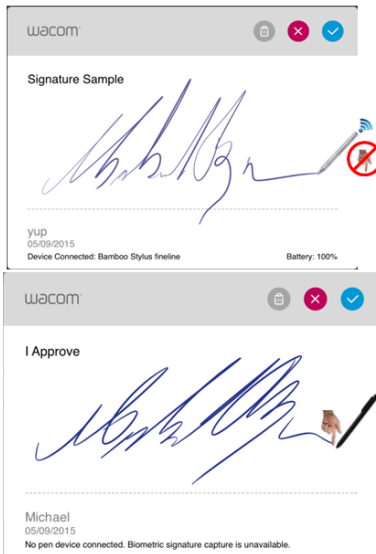 wacom
Signature Sample
yup
05/09/2015
Device Connected: Bamboo Stylus fineline Battery: 100%
wacom
I Approve
Michael
05/09/2015
No pen device connected. Biometric signature capture is unavailable.